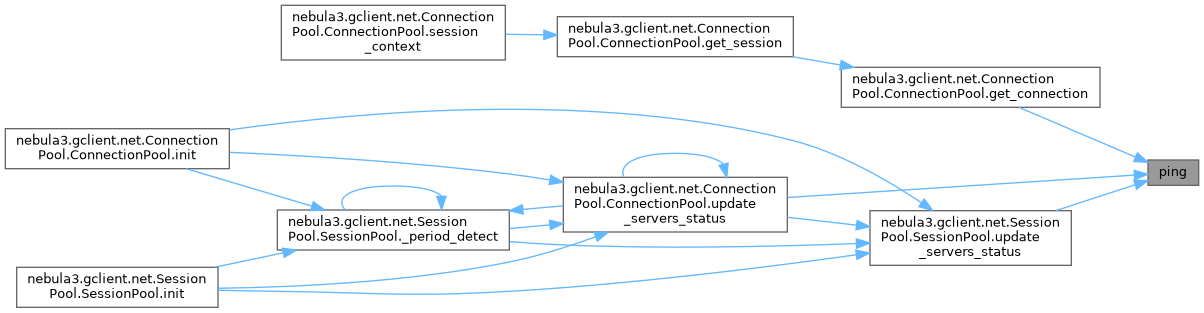 nebula3.gclient.net.Connection
Pool.ConnectionPool.session
_context
nebula3.gclient.net.Connection
Pool.ConnectionPool.get_session
nebula3.gclient.net.Connection
Pool.ConnectionPool.get_connection
nebula3.gclient.net.Connection
Pool.ConnectionPool.init
ping
nebula3.gclient.net.Connection
Pool.ConnectionPool.update
_servers_status
nebula3.gclient.net.Session
Pool.SessionPool._period_detect
nebula3.gclient.net.Session
Pool.SessionPool.update
_servers_status
nebula3.gclient.net.Session
Pool.SessionPool.init